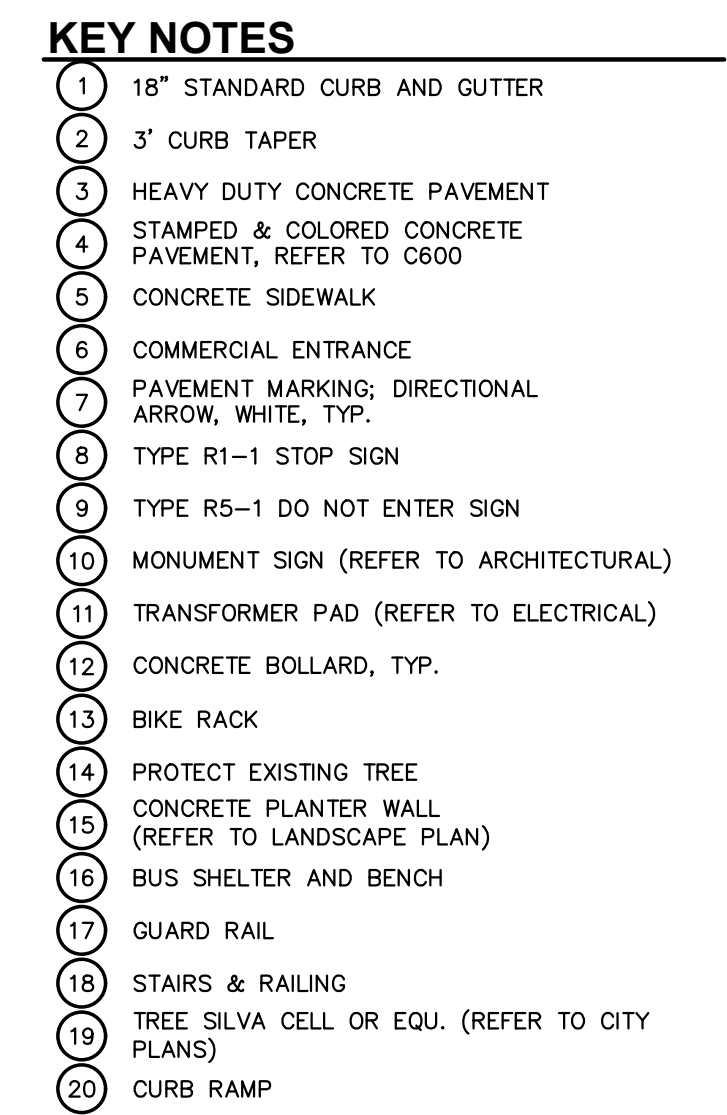 KEY NOTES
1 18" STANDARD CURB AND GUTTER
2 3' CURB TAPER
3 HEAVY DUTY CONCRETE PAVEMENT
4 STAMPED & COLORED CONCRETE
PAVEMENT, REFER TO C600
5 CONCRETE SIDEWALK
6 COMMERCIAL ENTRANCE
7 PAVEMENT MARKING; DIRECTIONAL
ARROW, WHITE, TYP.
8 TYPE R1-1 STOP SIGN
9 TYPE R5-1 DO NOT ENTER SIGN
10 MONUMENT SIGN (REFER TO ARCHITECTURAL)
11 TRANSFORMER PAD (REFER TO ELECTRICAL)
12 CONCRETE BOLLARD, TYP.
13 BIKE RACK
14 PROTECT EXISTING TREE
15 CONCRETE PLANTER WALL
(REFER TO LANDSCAPE PLAN)
16 BUS SHELTER AND BENCH
17 GUARD RAIL
18 STAIRS & RAILING
19 TREE SILVA CELL OR EQU. (REFER TO CITY
PLANS)
20 CURB RAMP